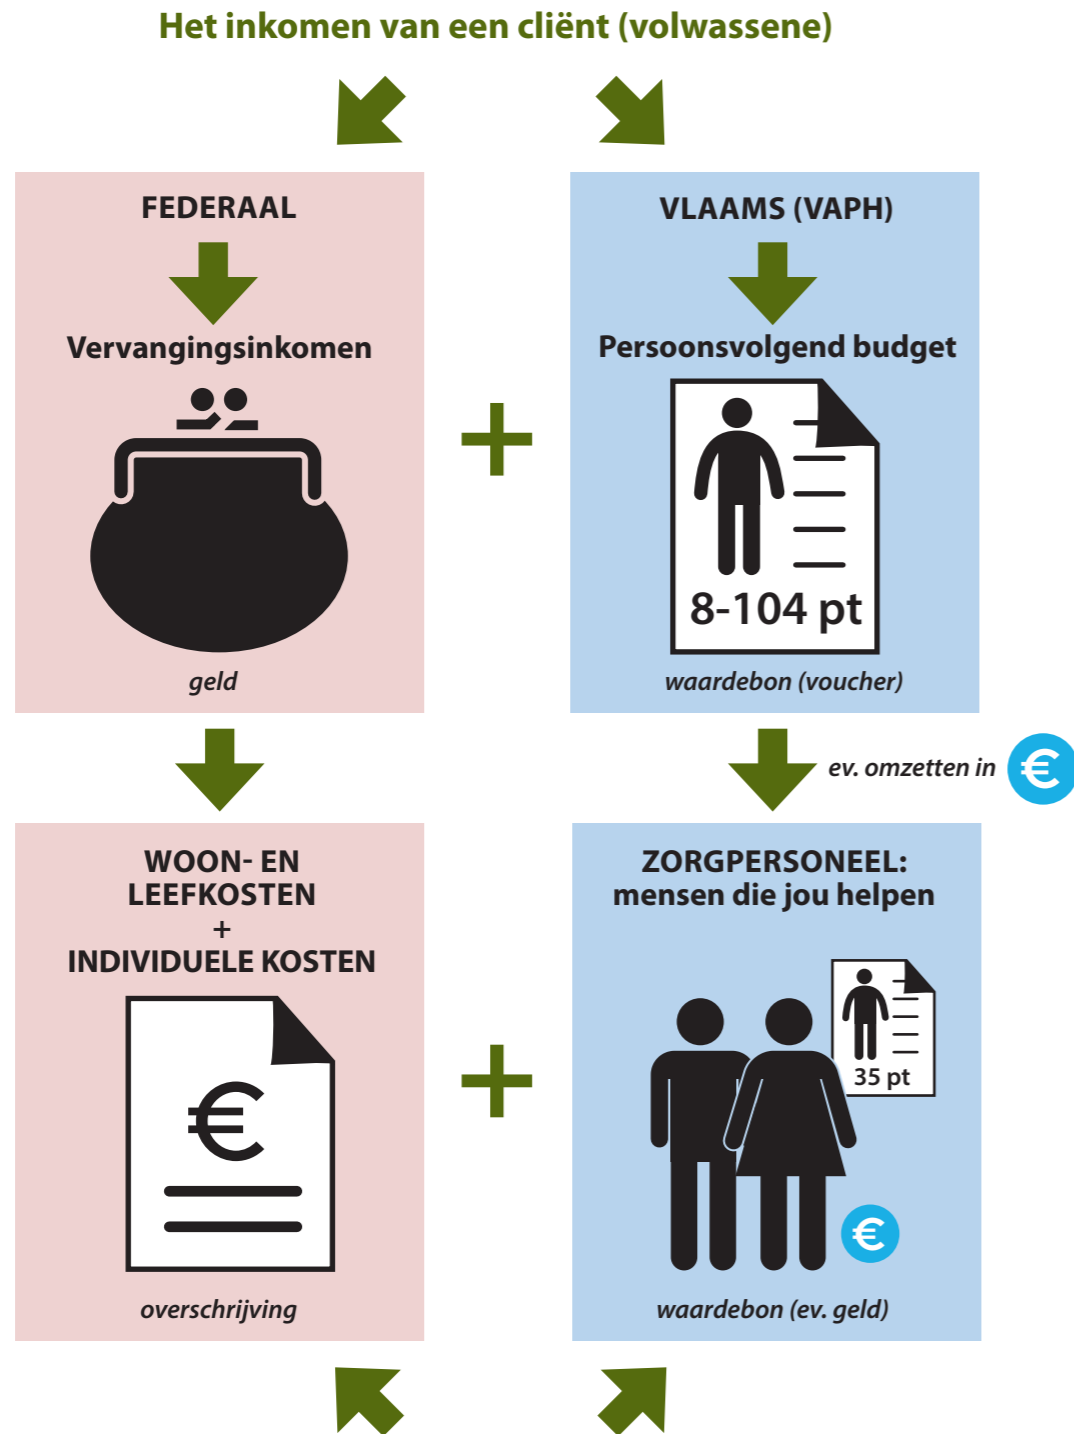 Het inkomen van een cliënt (volwassene)
FEDERAAL
Vervangingsinkomen
geld
VLAAMS (VAPH)
Persoonsvolgend budget
8-104 pt
waardebon (voucher)
ev. omzetten in €
WOON- EN
LEEFKOSTEN
+
INDIVIDUELE KOSTEN
€
overschrijving
ZORGPERSONEEL:
mensen die jou helpen
35 pt
€
waardebon (ev. geld)